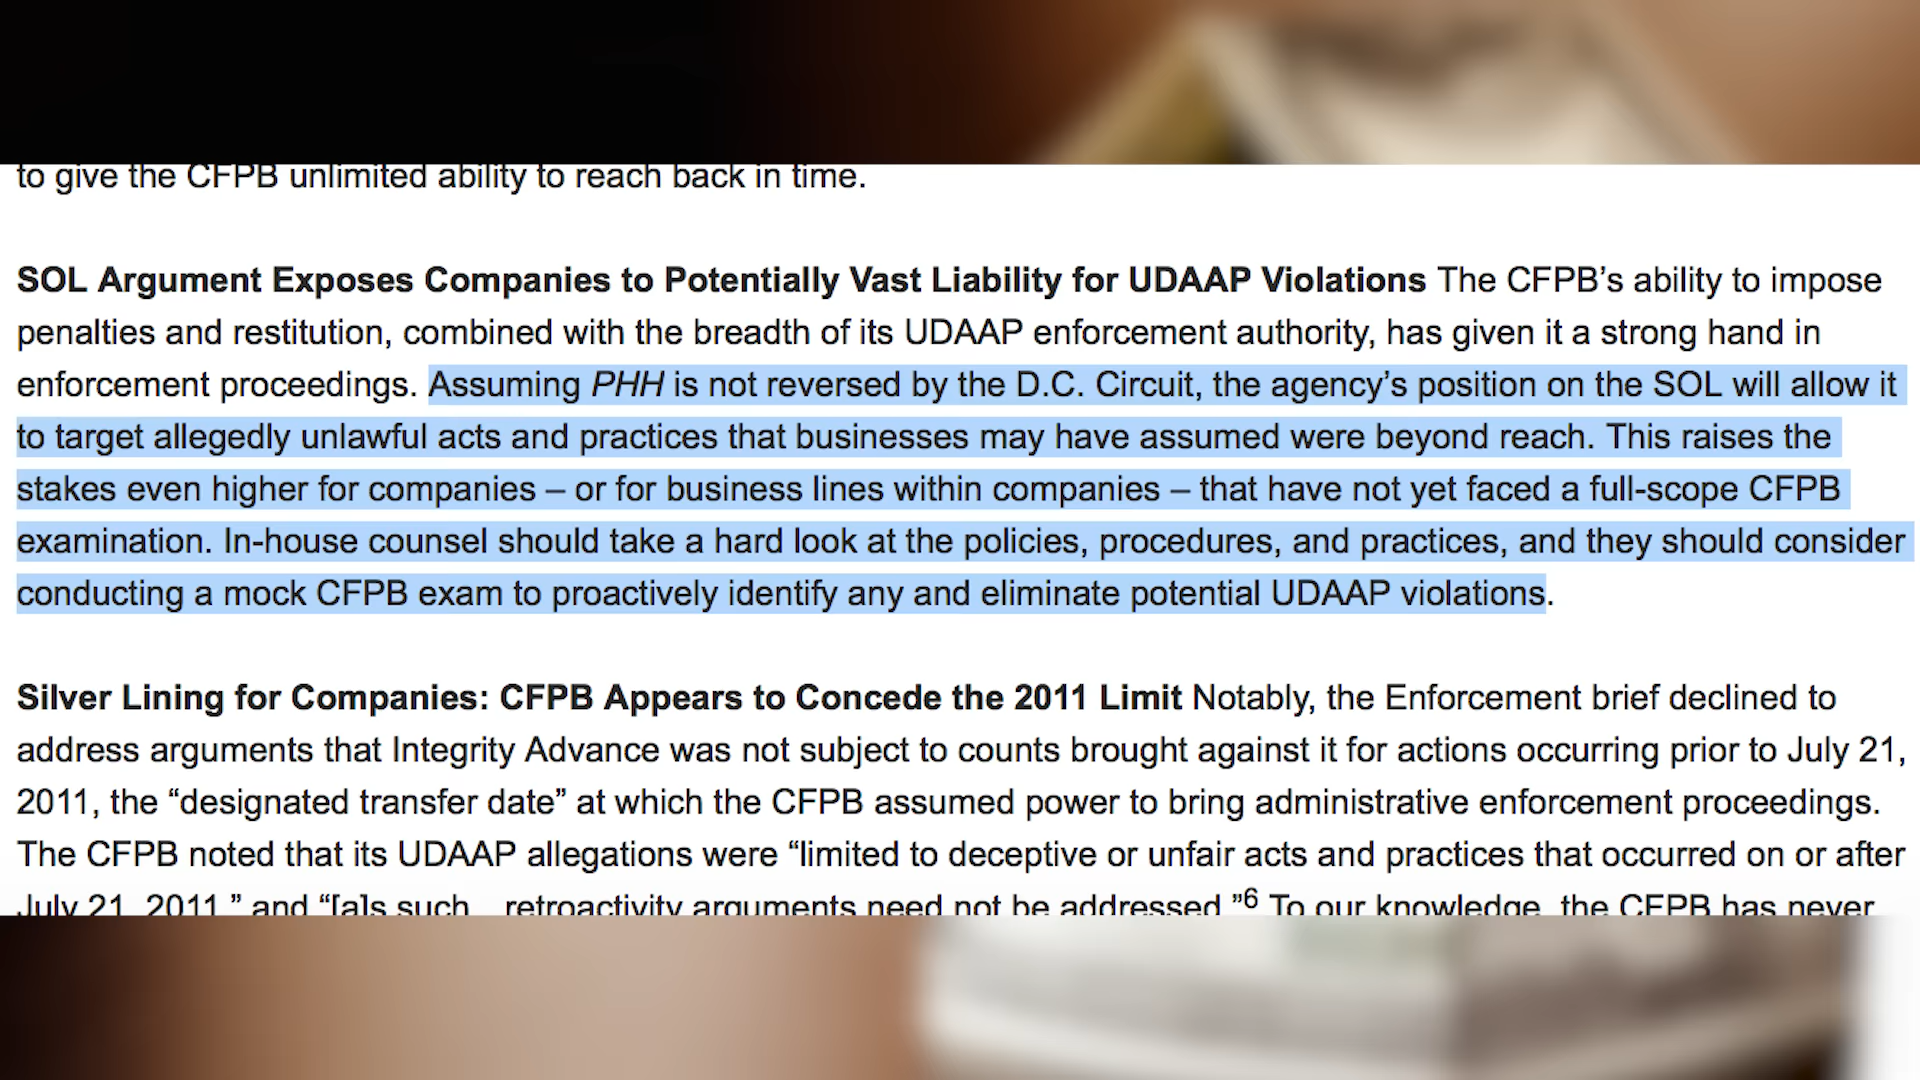 to give the CFPB unlimited ability to reach back in time.
SOL Argument Exposes Companies to Potentially Vast Liability for UDAAP Violations The CFPB’s ability to impose
penalties and restitution, combined with the breadth of its UDAAP enforcement authority, has given it a strong hand in
enforcement proceedings. Assuming PHH is not reversed by the D.C. Circuit, the agency’s position on the SOL will allow it
to target allegedly unlawful acts and practices that businesses may have assumed were beyond reach. This raises the
stakes even higher for companies – or for business lines within companies – that have not yet faced a full-scope CFPB
examination. In-house counsel should take a hard look at the policies, procedures, and practices, and they should consider
conducting a mock CFPB exam to proactively identify any and eliminate potential UDAAP violations.
Silver Lining for Companies: CFPB Appears to Concede the 2011 Limit Notably, the Enforcement brief declined to
address arguments that Integrity Advance was not subject to counts brought against it for actions occurring prior to July 21,
2011, the “designated transfer date” at which the CFPB assumed power to bring administrative enforcement proceedings.
The CFPB noted that its UDAAP allegations were “limited to deceptive or unfair acts and practices that occurred on or after
July 21, 2011,” and “[a]s such... retroactivity arguments need not be addressed.”6 To our knowledge, the CFPB has never